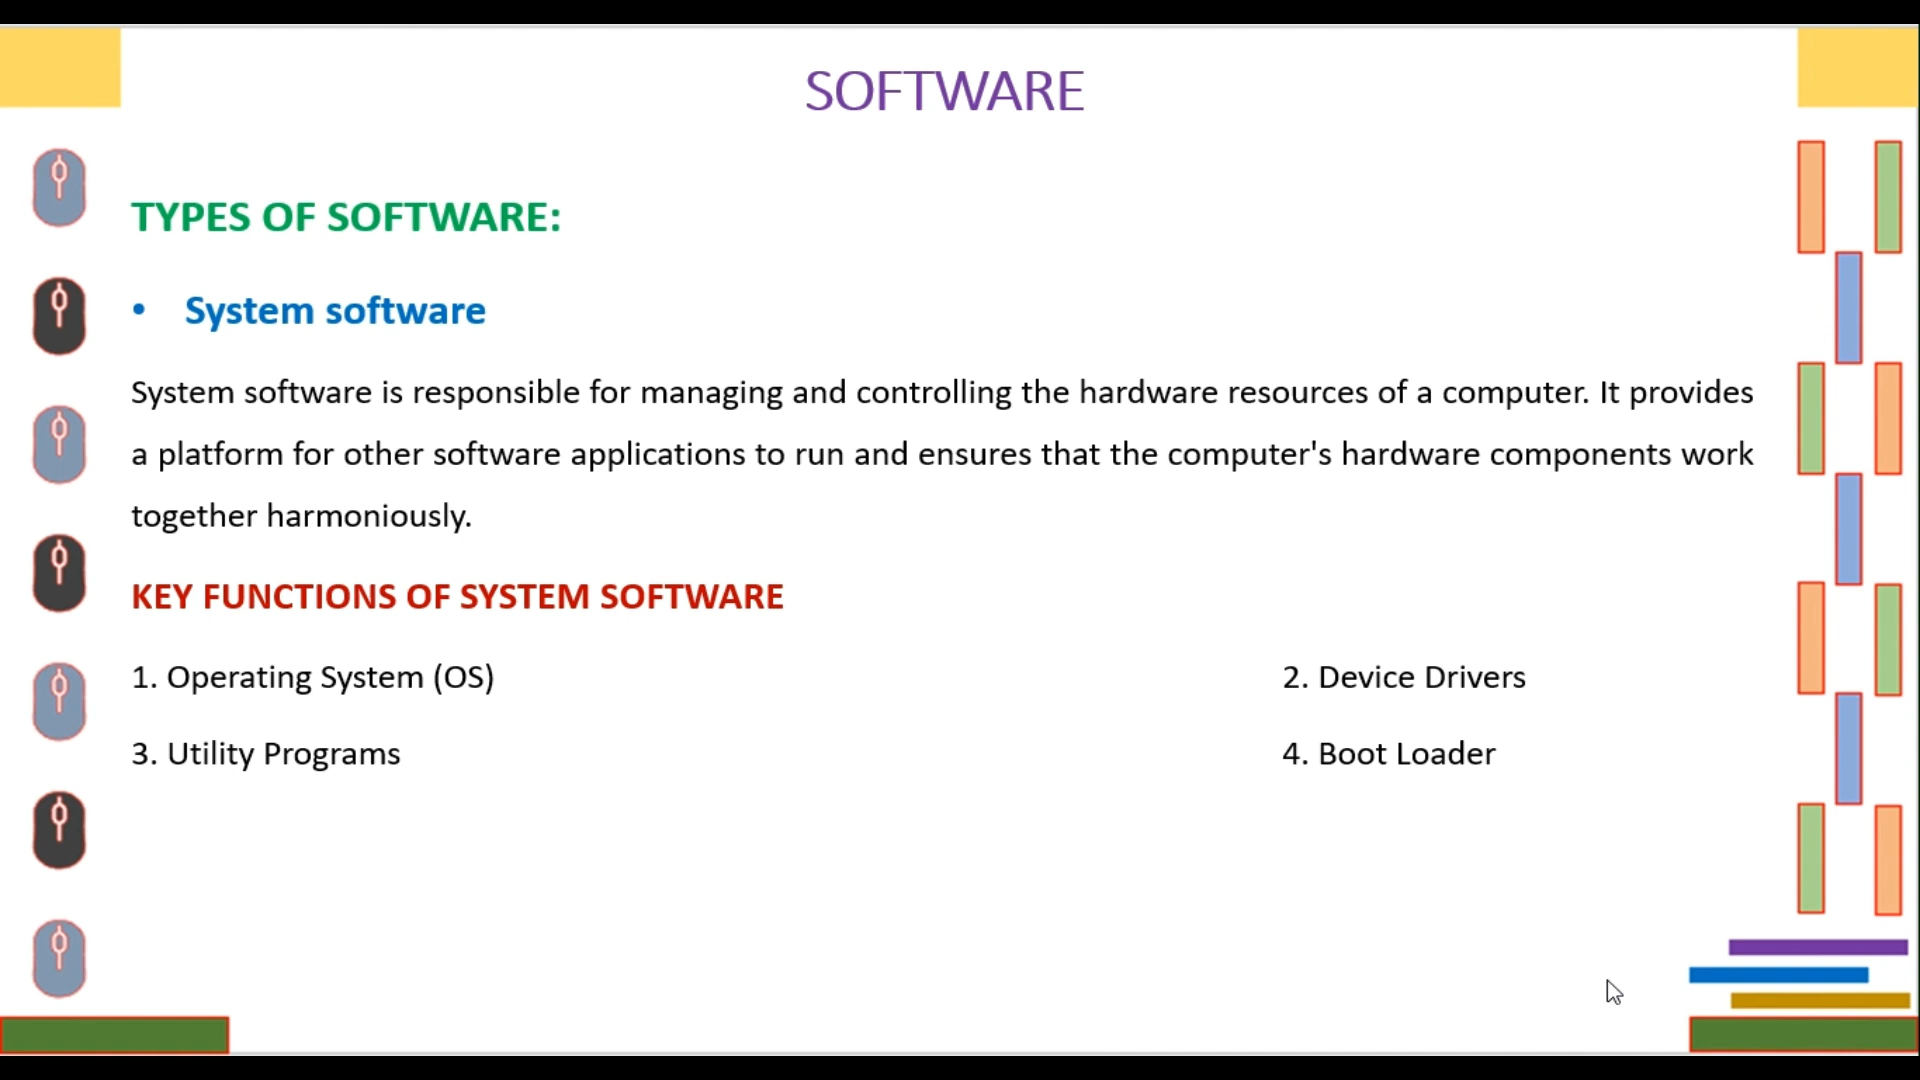 SOFTWARE
TYPES OF SOFTWARE:
• System software
System software is responsible for managing and controlling the hardware resources of a computer. It provides
a platform for other software applications to run and ensures that the computer's hardware components work
together harmoniously.
KEY FUNCTIONS OF SYSTEM SOFTWARE
1. Operating System (OS) 2. Device Drivers
3. Utility Programs 4. Boot Loader